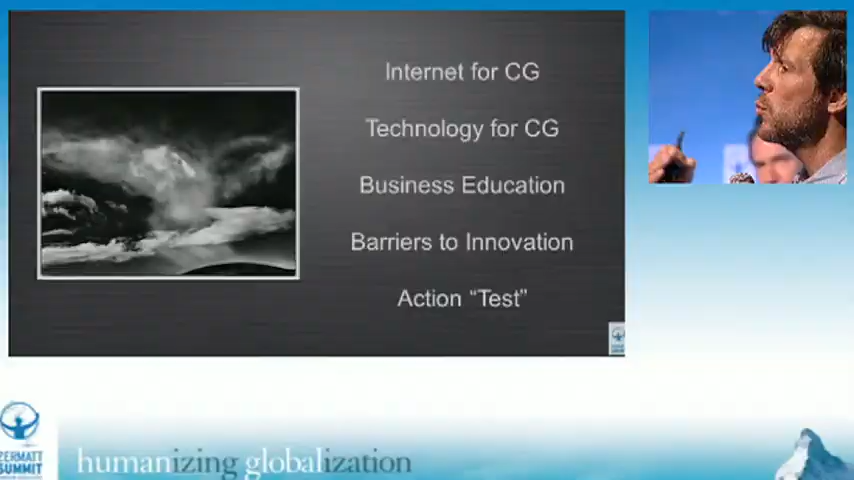 Internet for CG
Technology for CG
Business Education
Barriers to Innovation
Action “Test”
ZERMATT
SUMMIT
humanizing globalization